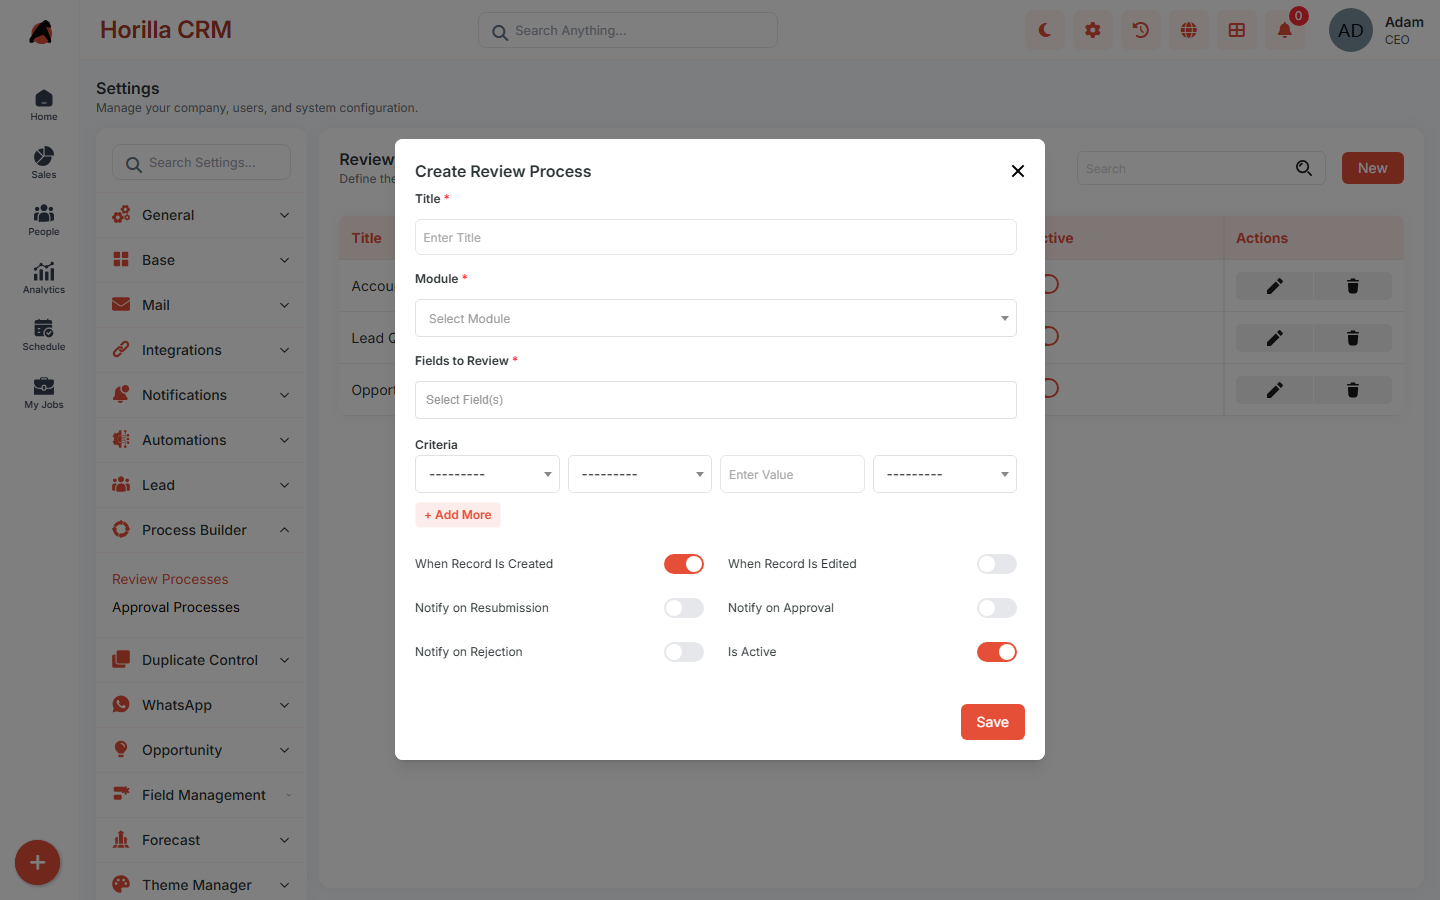 Horilla CRM
Search Anything...
0
AD
Adam
CEO
Home
Sales
People
Analytics
Schedule
My Jobs
Settings
Manage your company, users, and system configuration.
Search Settings...
General
Base
Mail
Integrations
Notifications
Automations
Lead
Process Builder
Review Processes
Approval Processes
Duplicate Control
WhatsApp
Opportunity
Field Management
Forecast
Theme Manager
Review
Define the
Search
New
Title
ctive
Actions
Accou
Lead Q
Opport
Create Review Process
Title *
Enter Title
Module *
Select Module
Fields to Review *
Select Field(s)
Criteria
--------- --------- Enter Value ---------
+ Add More
When Record Is Created
When Record Is Edited
Notify on Resubmission
Notify on Approval
Notify on Rejection
Is Active
Save